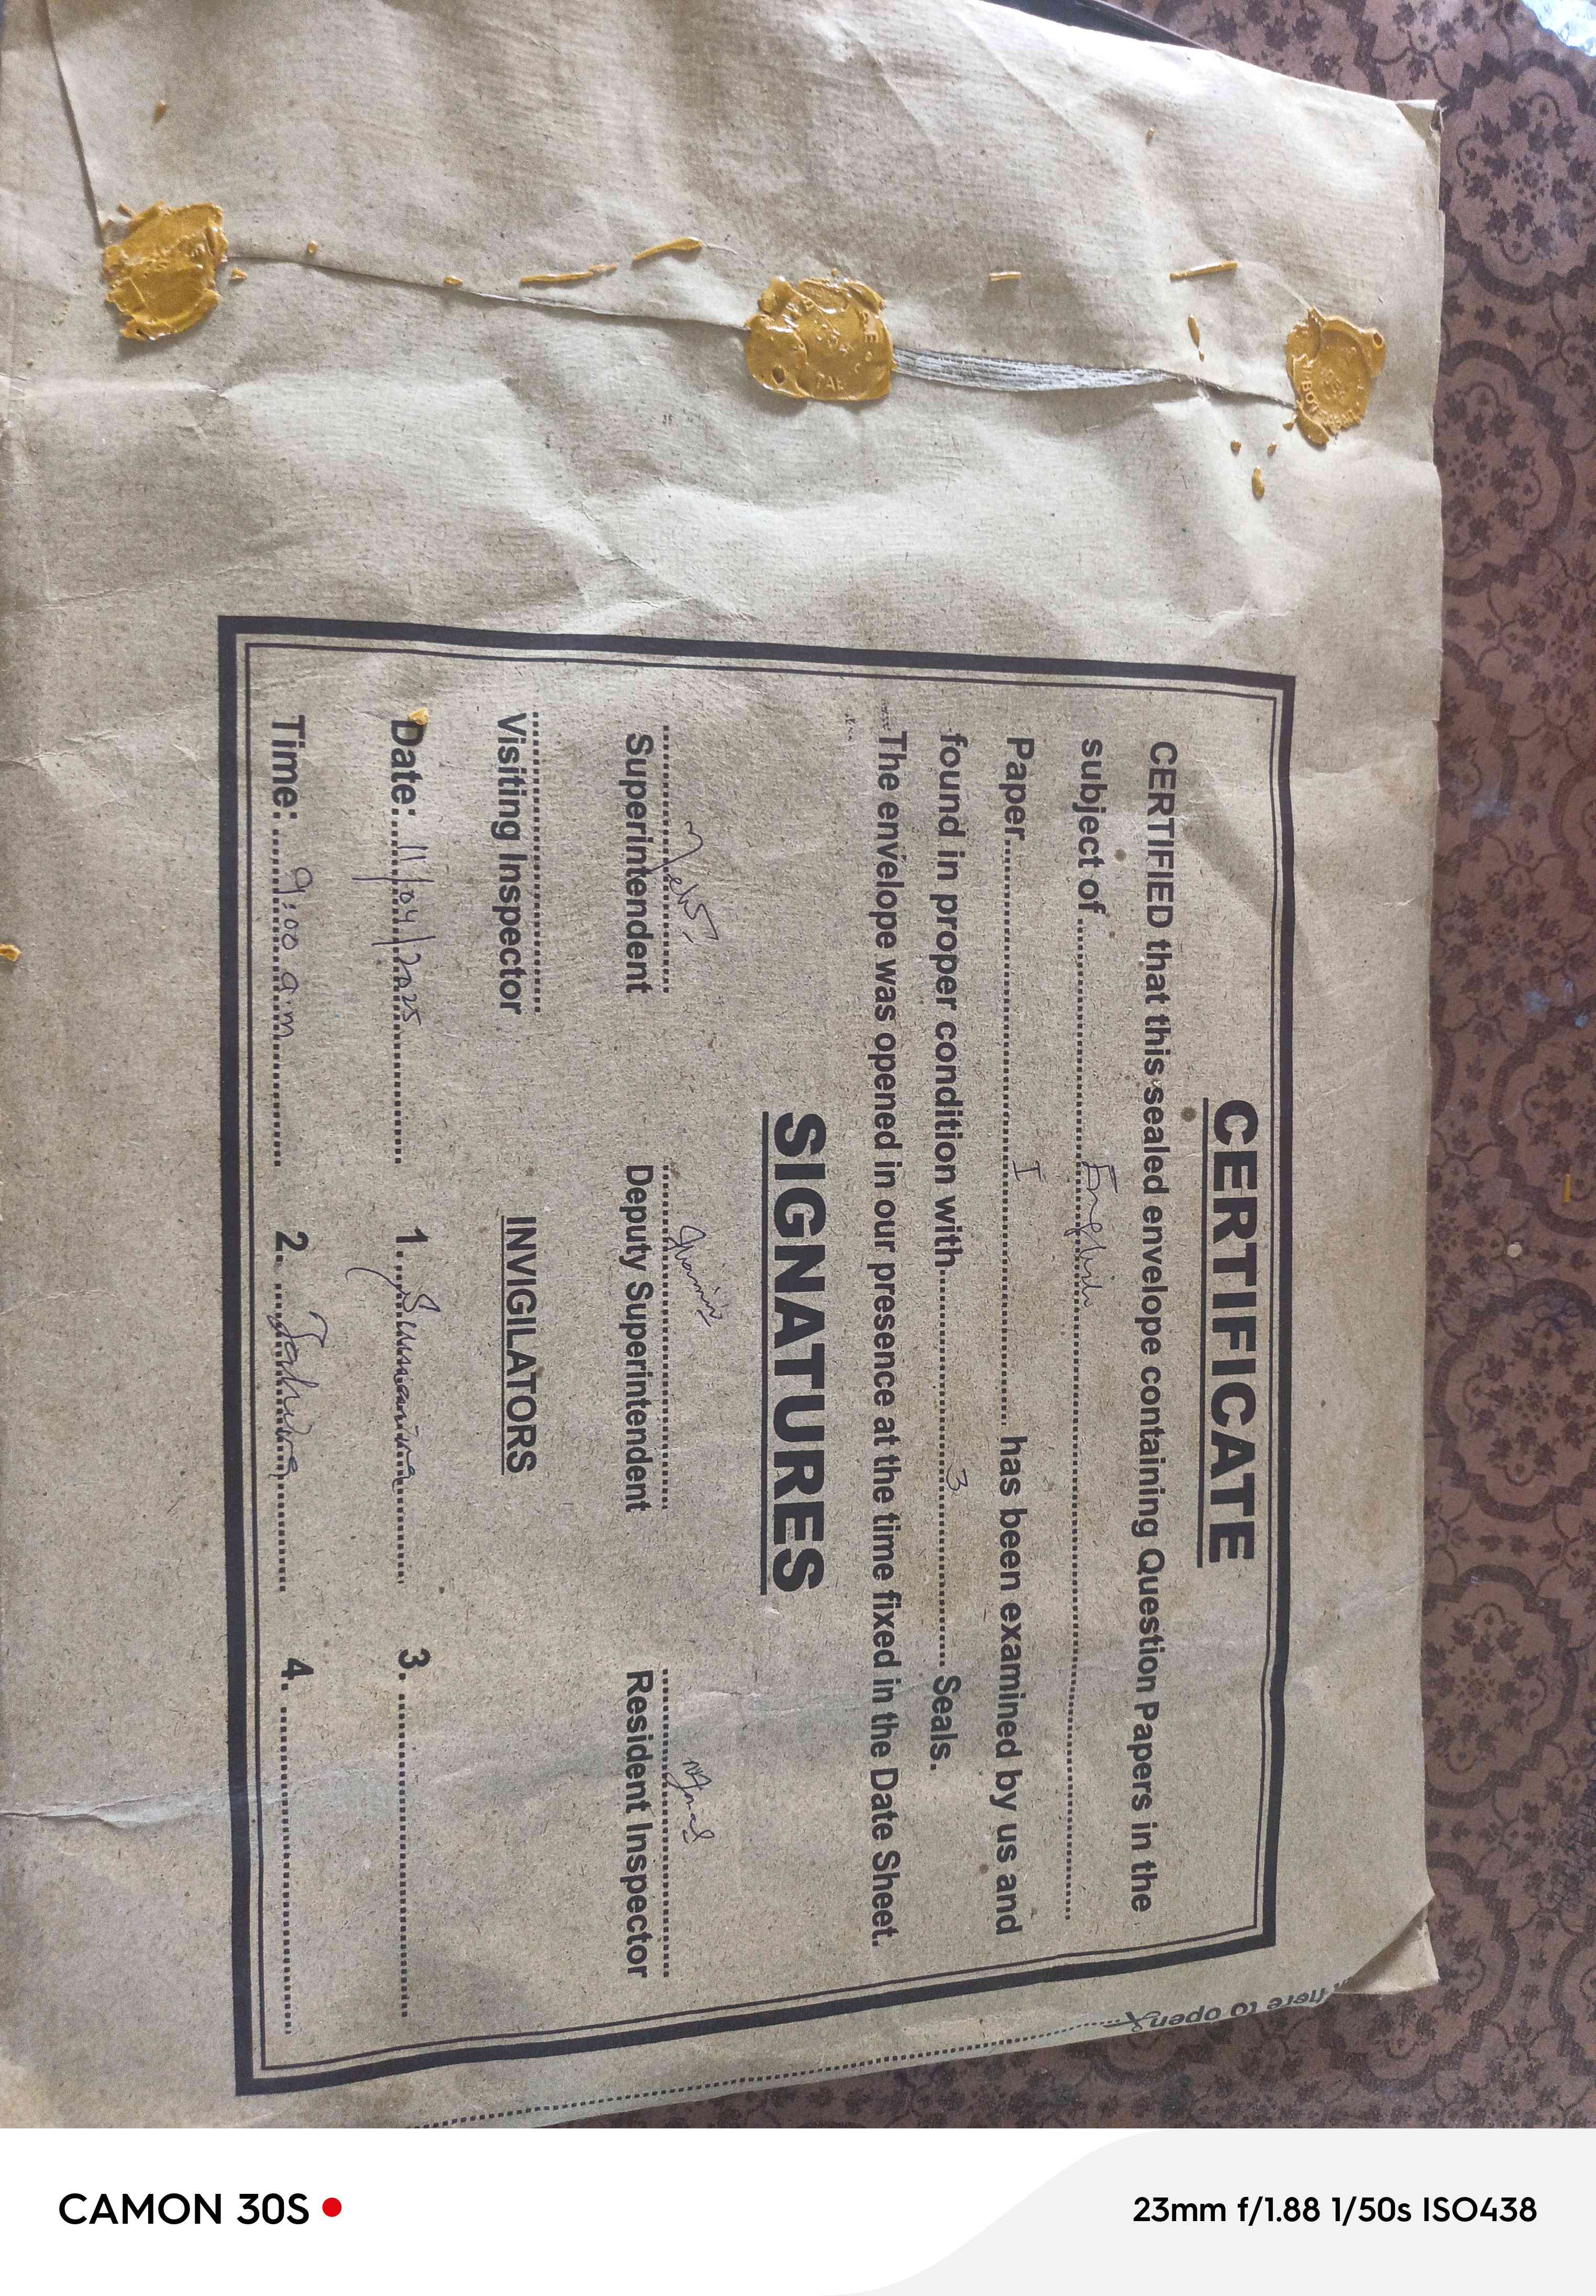 CERTIFICATE
CERTIFIED that this sealed envelope containing Question Papers in the
subject of English
Paper I has been examined by us and
found in proper condition with 3 Seals.
The envelope was opened in our presence at the time fixed in the Date Sheet.
SIGNATURES
Superintendent Deputy Superintendent Resident Inspector
Visiting Inspector INVIGILATORS
Date: 11/04/2025 1. 3.
Time: 9:00 a.m 2. 4.
here to open
CAMON 30S 23mm f/1.88 1/50s ISO438